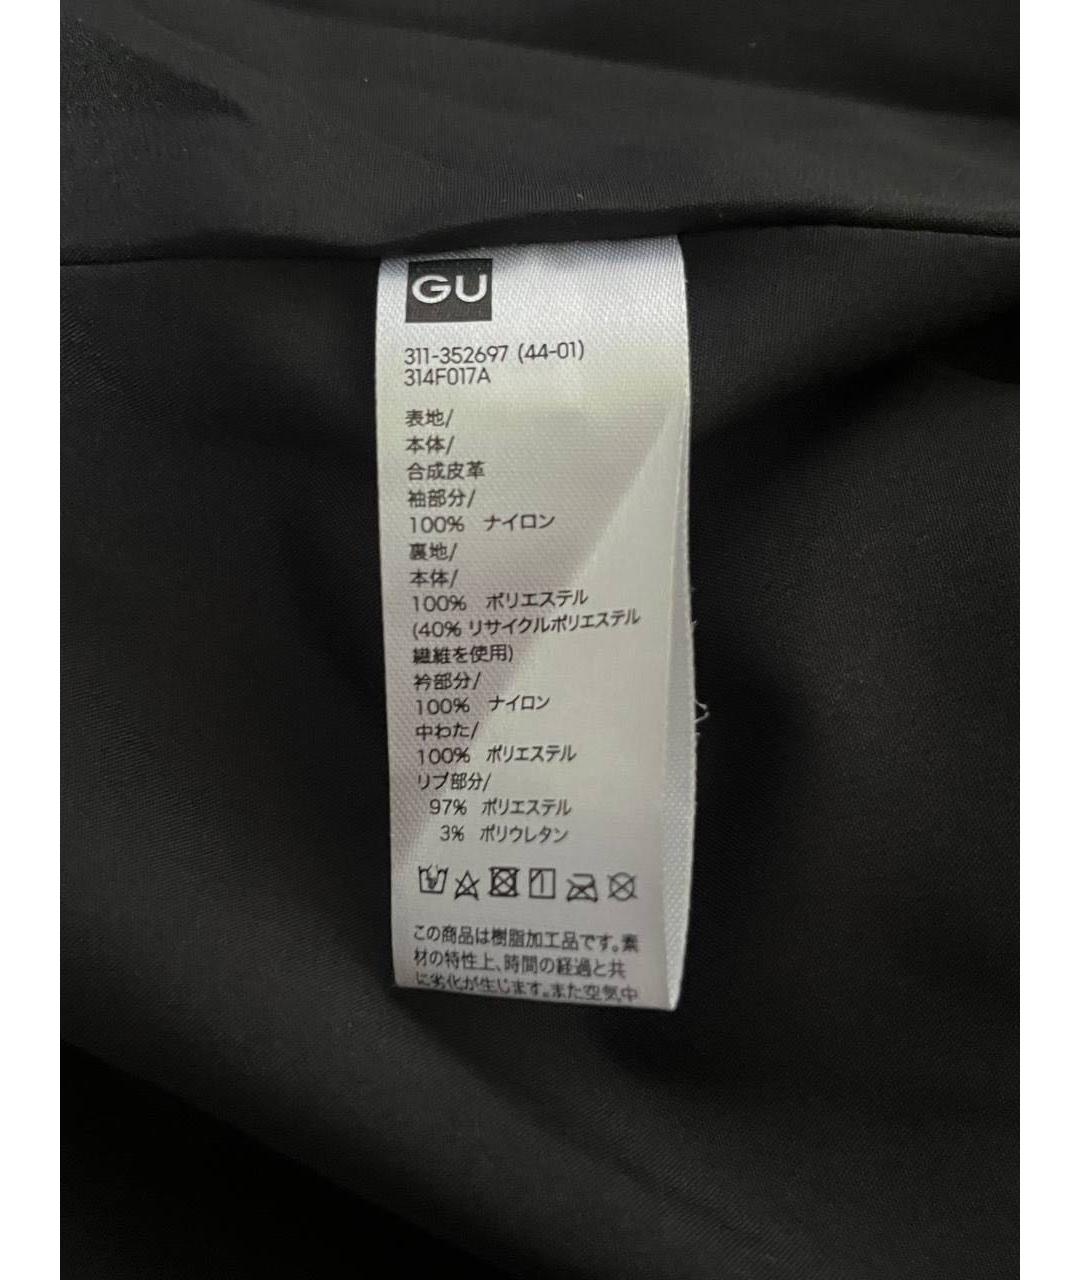 GU
311-352697 (44-01)
314F017A
表地/
本体/
合成皮革
袖部分/
100% ナイロン
裏地/
本体/
100% ポリエステル
(40% リサイクルポリエステル
繊維を使用)
衿部分/
100% ナイロン
中わた/
100% ポリエステル
リブ部分/
97% ポリエステル
3% ポリウレタン
この商品は樹脂加工品です。素
材の特性上、時間の経過と共
に劣化が生じます。また空気中